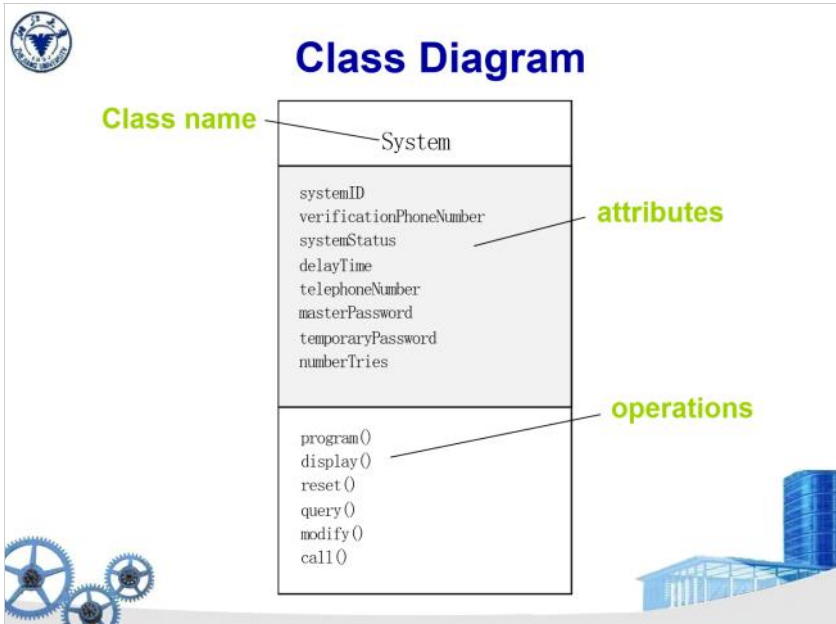 Class Diagram
Class name
System
systemID
verificationPhoneNumber
systemStatus
delayTime
telephoneNumber
masterPassword
temporaryPassword
numberTries
attributes
operations
program()
display()
reset()
query()
modify()
call()